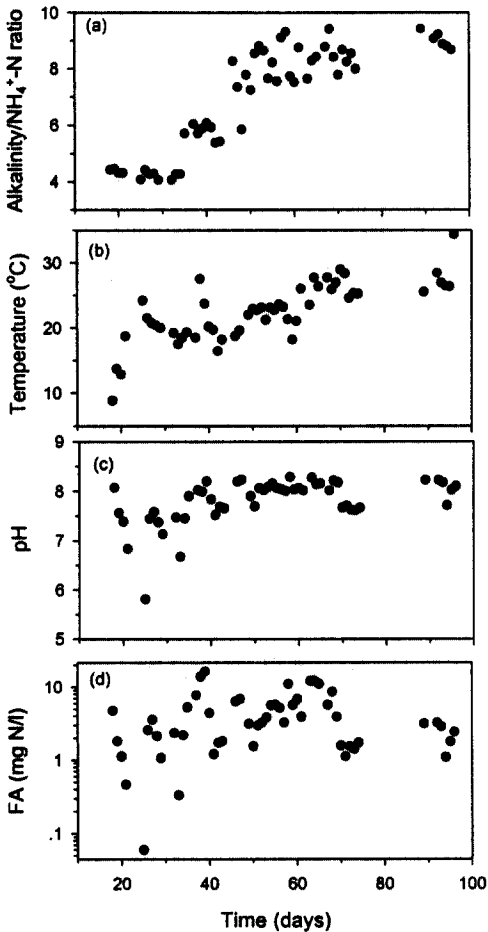 (a)
Alkalinity/NH₄⁺-N ratio
10
8
6
4
(b)
Temperature (°C)
30
20
10
(c)
pH
9
8
7
6
5
(d)
FA (mg N/l)
10
1
.1
20 40 60 80 100
Time (days)